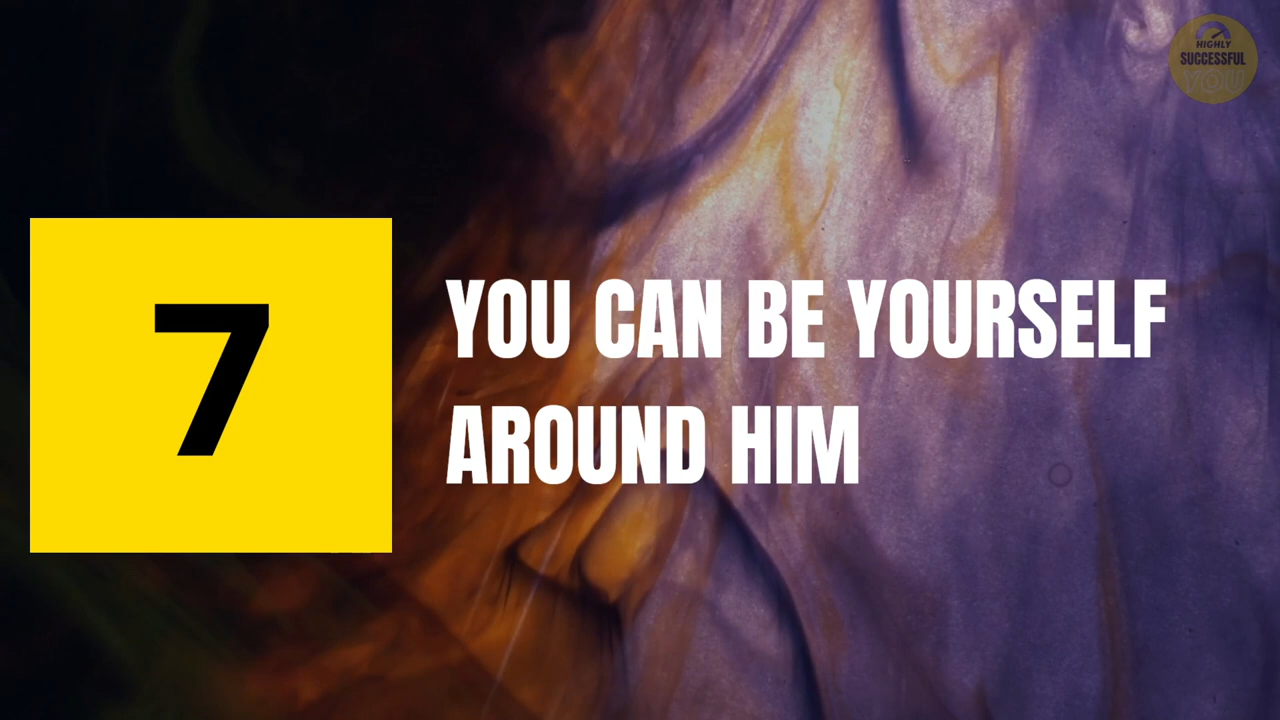 HIGHLY
SUCCESSFUL
YOU
7
YOU CAN BE YOURSELF
AROUND HIM